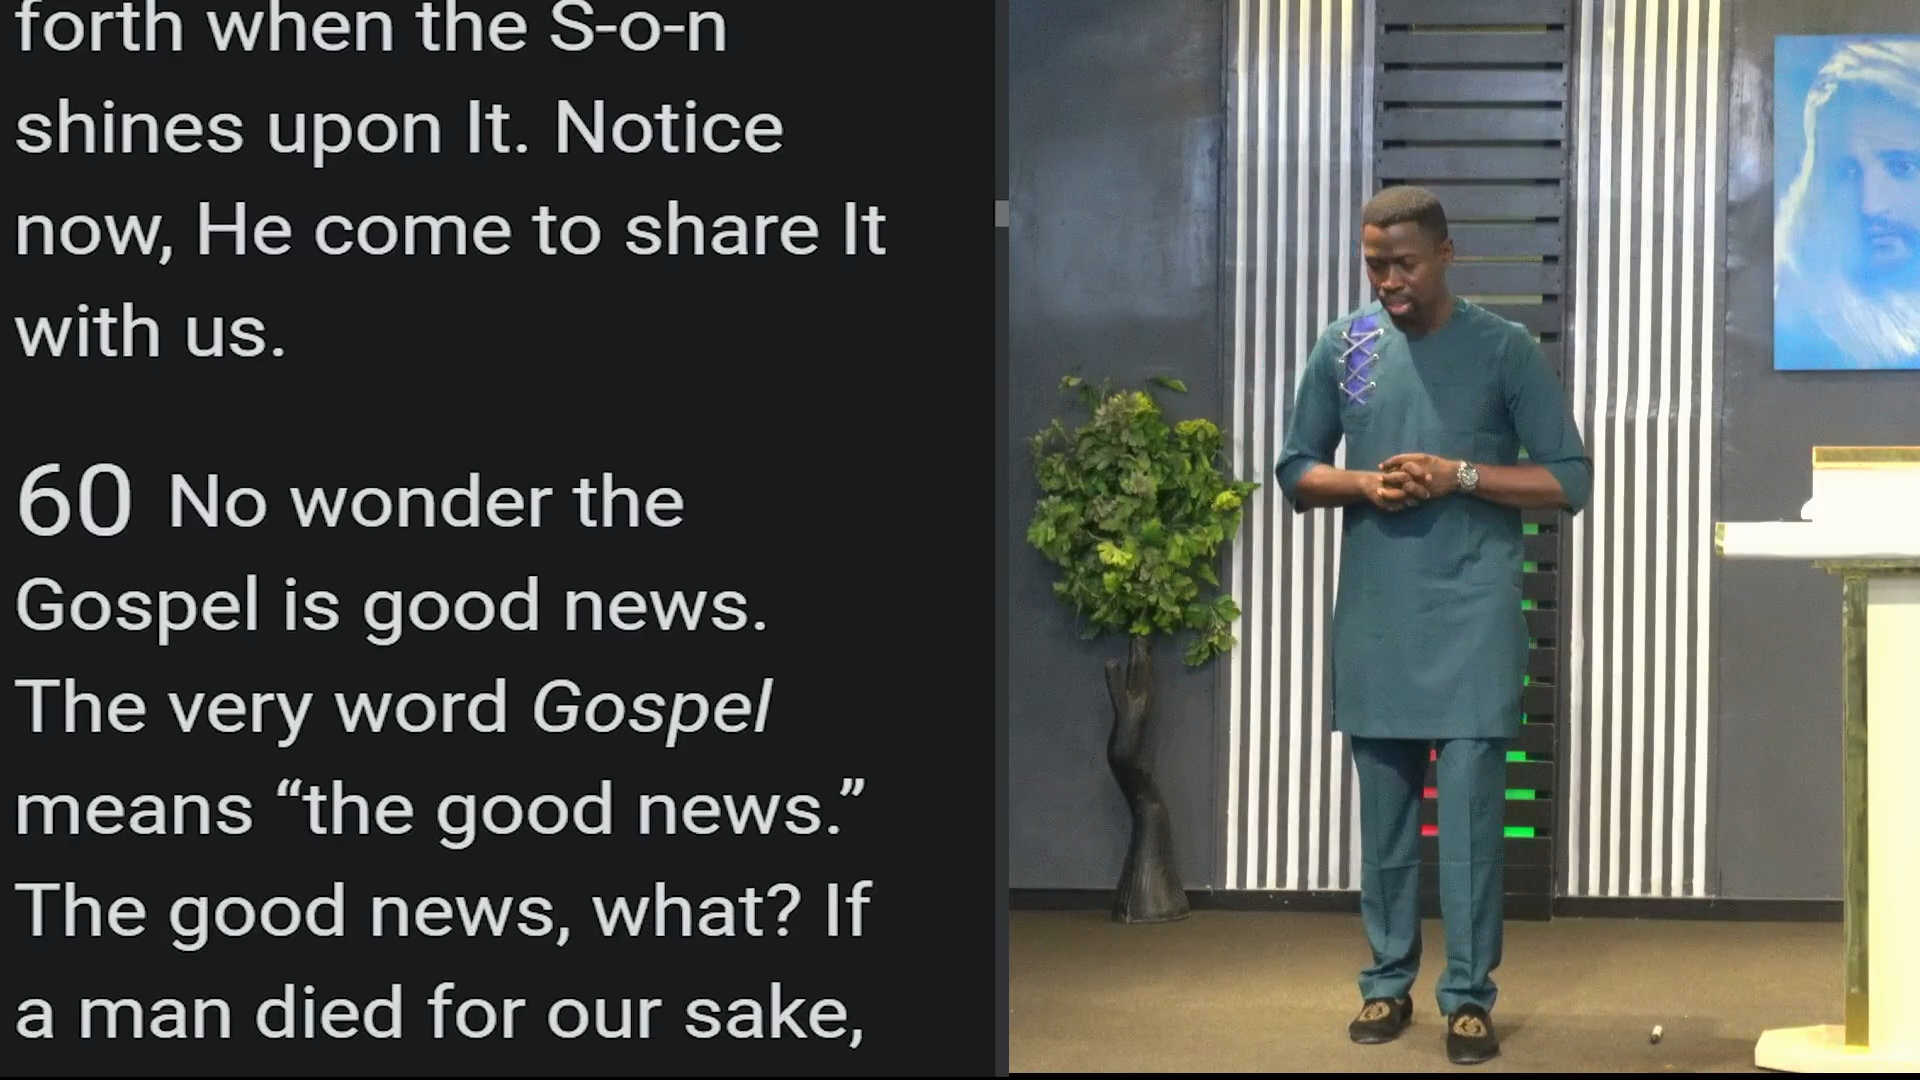 forth when the S-o-n
shines upon It. Notice
now, He come to share It
with us.
60 No wonder the
Gospel is good news.
The very word Gospel
means “the good news.”
The good news, what? If
a man died for our sake,